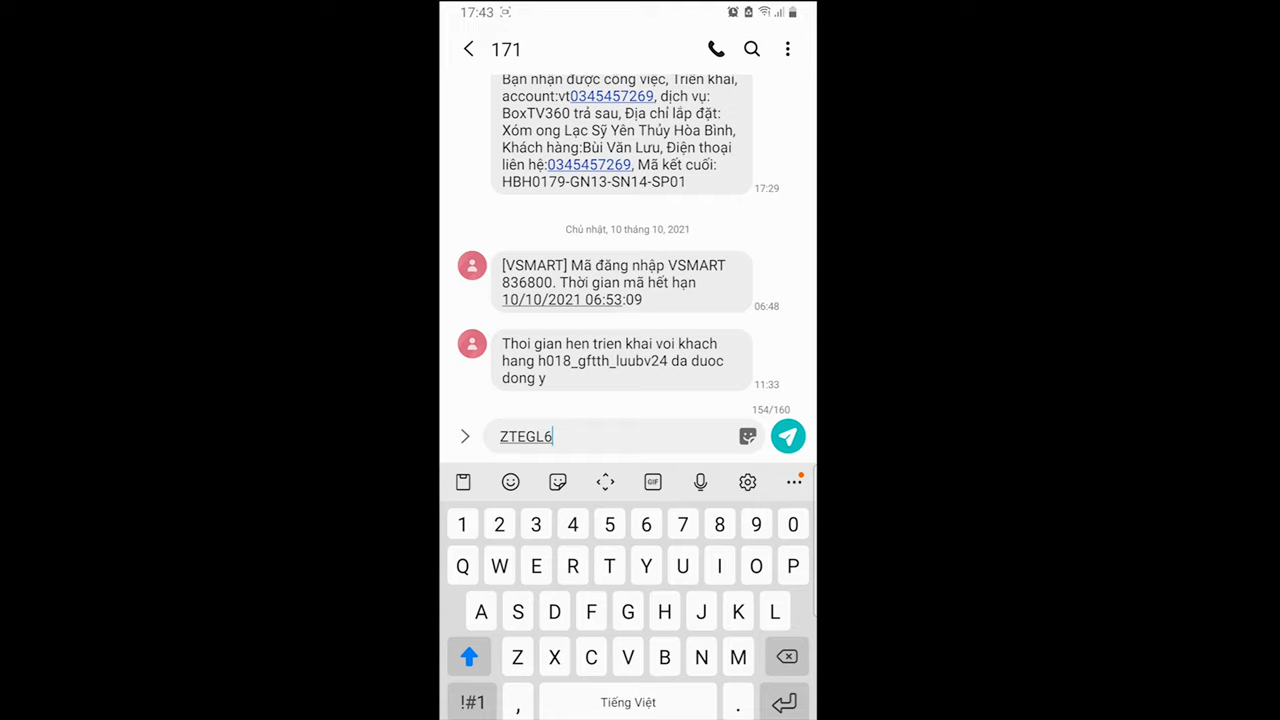 17:43
171
Bạn nhận được công việc, Triển khai,
account:vt0345457269, dịch vụ:
BoxTV360 trả sau, Địa chỉ lắp đặt:
Xóm ong Lạc Sỹ Yên Thủy Hòa Bình,
Khách hàng:Bùi Văn Lưu, Điện thoại
liên hệ:0345457269, Mã kết cuối:
HBH0179-GN13-SN14-SP01
17:29
Chủ nhật, 10 tháng 10, 2021
[VSMART] Mã đăng nhập VSMART
836800. Thời gian mã hết hạn
10/10/2021 06:53:09
06:48
Thoi gian hen trien khai voi khach
hang h018_gftth_luubv24 da duoc
dong y
11:33
154/160
ZTEGL6
GIF
1 2 3 4 5 6 7 8 9 0
Q W E R T Y U I O P
A S D F G H J K L
Z X C V B N M
!#1 , Tiếng Việt .